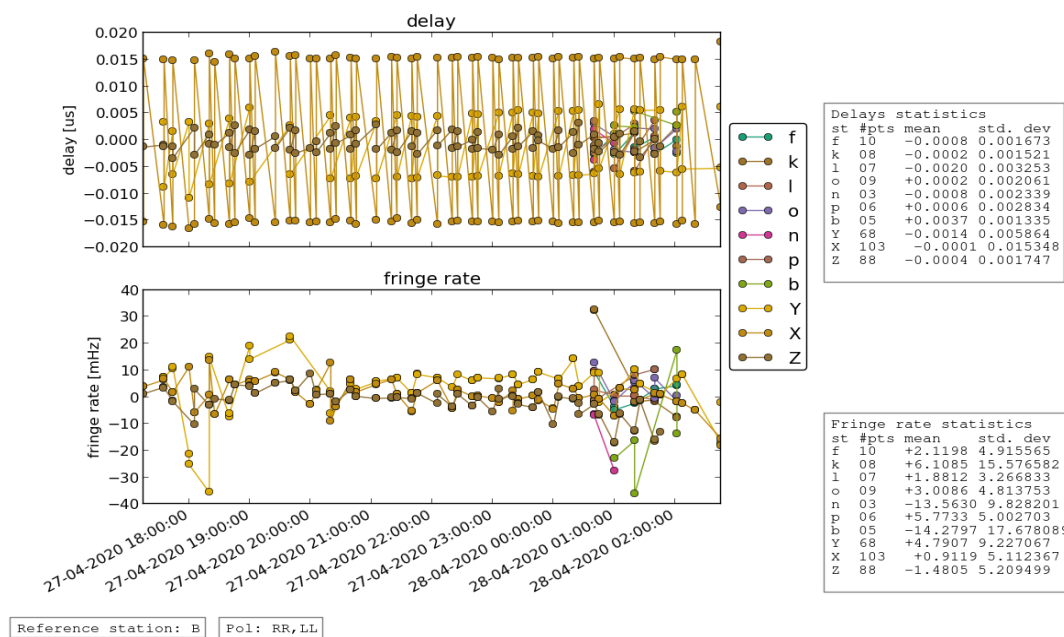 delay
0.020
0.015
0.010
0.005
0.000
−0.005
−0.010
−0.015
−0.020
delay [us]
fringe rate
40
30
20
10
0
−10
−20
−30
−40
fringe rate [mHz]
27-04-2020 18:00:00
27-04-2020 19:00:00
27-04-2020 20:00:00
27-04-2020 21:00:00
27-04-2020 22:00:00
27-04-2020 23:00:00
28-04-2020 00:00:00
28-04-2020 01:00:00
28-04-2020 02:00:00
f
k
l
o
n
p
b
Y
X
Z
Delays statistics
st #pts mean std. dev
f 10 −0.0008 0.001673
k 08 −0.0002 0.001521
l 07 −0.0020 0.003253
o 09 +0.0002 0.002061
n 03 −0.0008 0.002339
p 06 +0.0006 0.002834
b 05 +0.0037 0.001335
Y 68 −0.0014 0.005864
X 103 −0.0001 0.015348
Z 88 −0.0004 0.001747
Fringe rate statistics
st #pts mean std. dev
f 10 +2.1198 4.915565
k 08 +6.1085 15.576582
l 07 +1.8812 3.266833
o 09 +3.0086 4.813753
n 03 −13.5630 9.828201
p 06 +5.7733 5.002703
b 05 −14.2797 17.678089
Y 68 +4.7907 9.227067
X 103 +0.9119 5.112367
Z 88 −1.4805 5.209499
Reference station: B
Pol: RR,LL